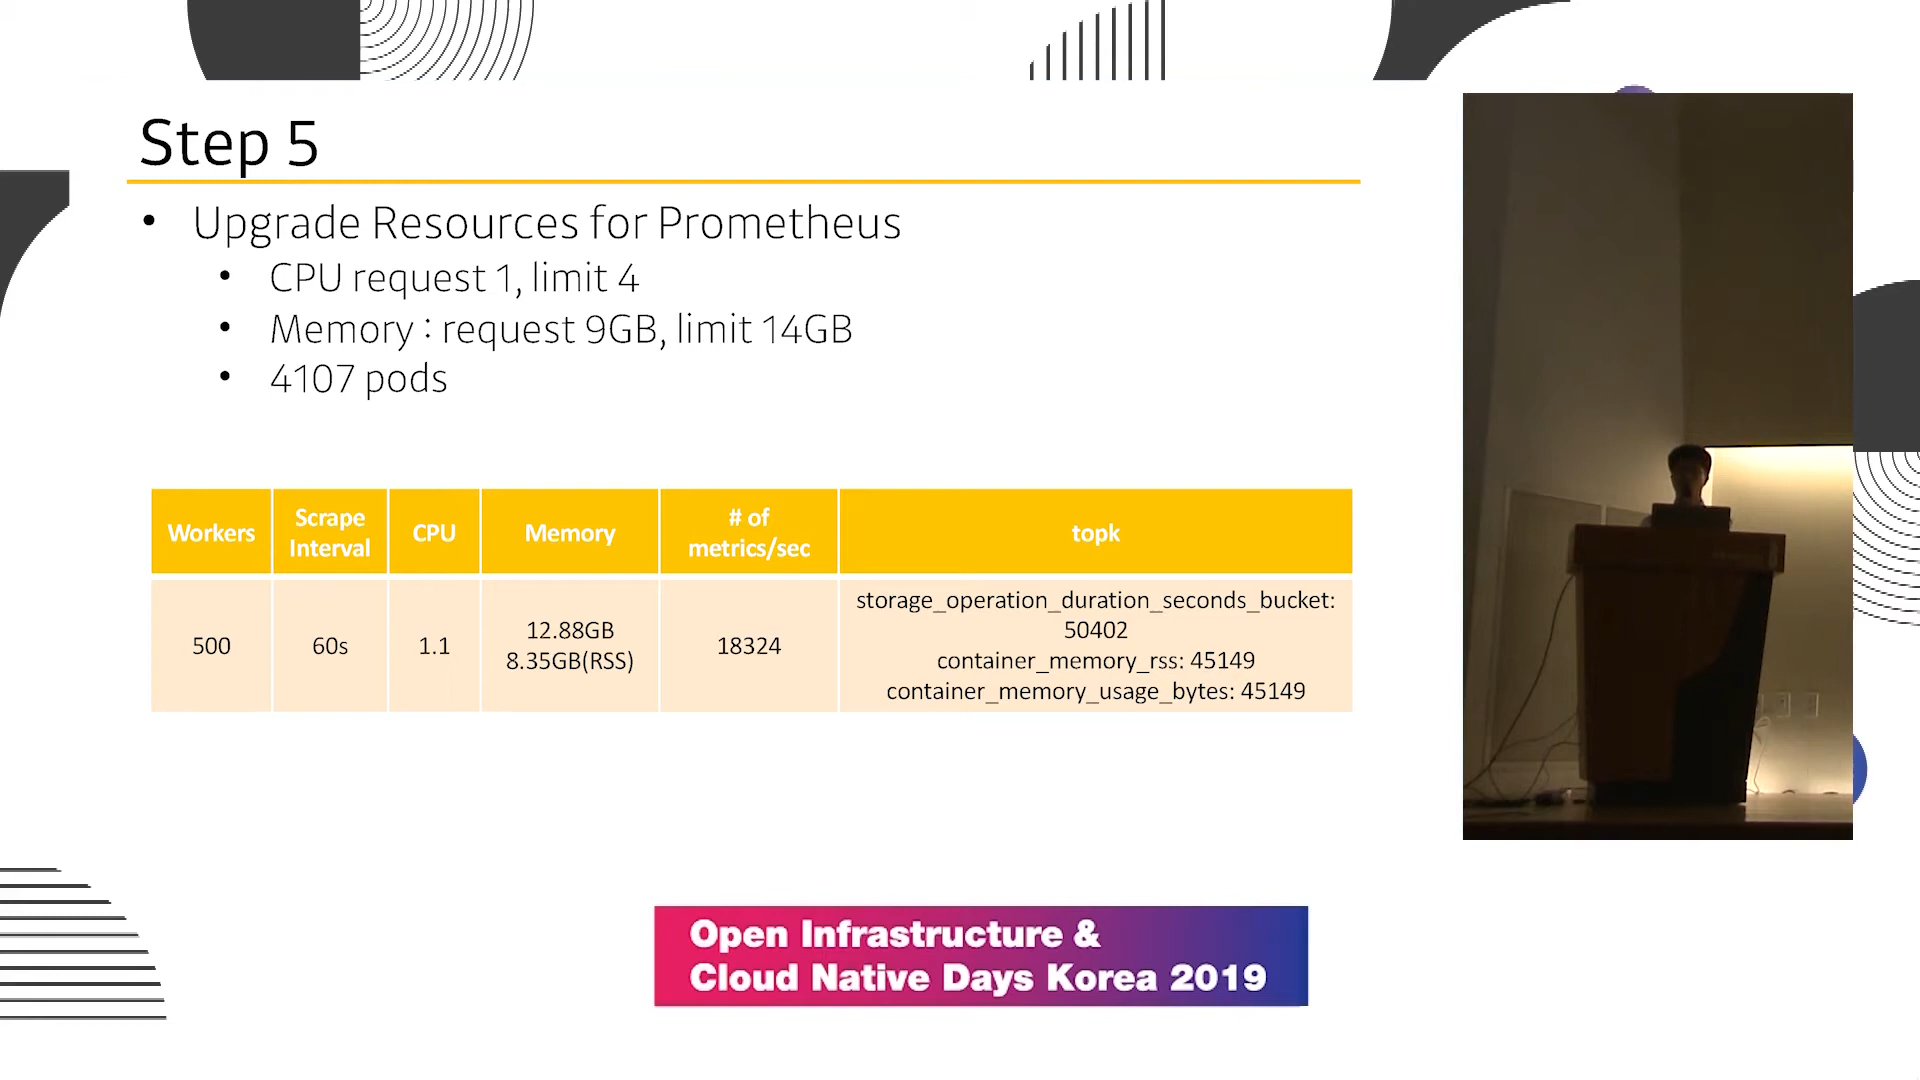 Step 5
• Upgrade Resources for Prometheus
• CPU request 1, limit 4
• Memory : request 9GB, limit 14GB
• 4107 pods
Workers
Scrape
Interval
CPU
Memory
# of
metrics/sec
topk
500
60s
1.1
12.88GB
8.35GB(RSS)
18324
storage_operation_duration_seconds_bucket:
50402
container_memory_rss: 45149
container_memory_usage_bytes: 45149
Open Infrastructure &
Cloud Native Days Korea 2019